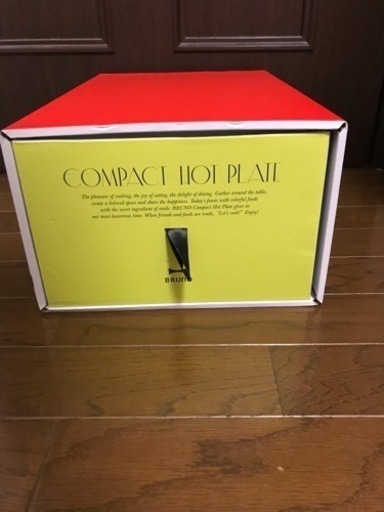 COMPACT HOT PLATE
The pleasure of cooking, the joy of eating, the delight of dining. Gather around the table,
create a beloved space and share the happiness. Today's feasts with colorful foods
with the secret ingredient of smile. BRUNO Compact Hot Plate gives us
our most luxurious time. When friends and foods are ready, "Let's cook!" Enjoy!
BRUNO